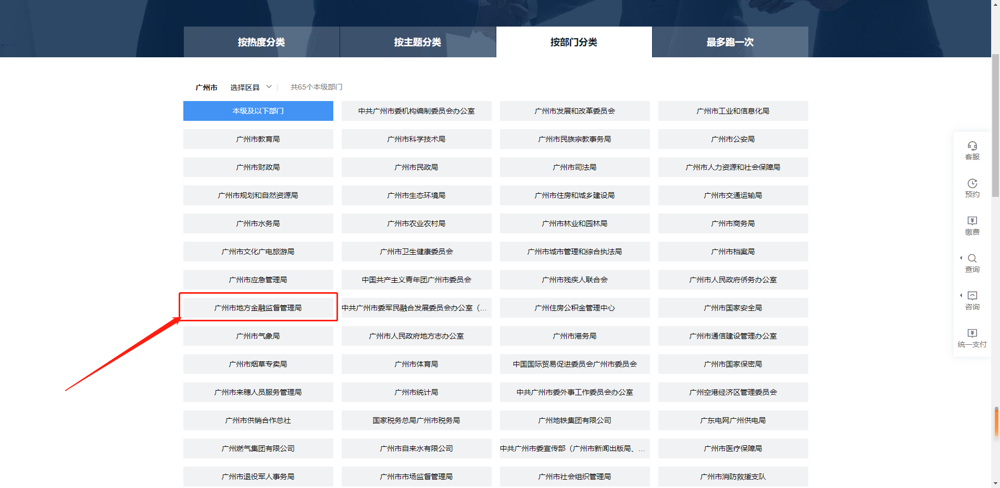 按热度分类 按主题分类 按部门分类 最多跑一次
广州市 选择区县 共65个本级部门
本级及以下部门 中共广州市委机构编制委员会办公室 广州市发展和改革委员会 广州市工业和信息化局
广州市教育局 广州市科学技术局 广州市民族宗教事务局 广州市公安局
广州市财政局 广州市民政局 广州市司法局 广州市人力资源和社会保障局
广州市规划和自然资源局 广州市生态环境局 广州市住房和城乡建设局 广州市交通运输局
广州市水务局 广州市农业农村局 广州市林业和园林局 广州市商务局
广州市文化广电旅游局 广州市卫生健康委员会 广州市城市管理和综合执法局 广州市档案局
广州市应急管理局 中国共产主义青年团广州市委员会 广州市残疾人联合会 广州市人民政府侨务办公室
广州市地方金融监督管理局 中共广州市委军民融合发展委员会办公室（... 广州住房公积金管理中心 广州市国家安全局
广州市气象局 广州市人民政府地方志办公室 广州市港务局 广州市通信建设管理办公室
广州市烟草专卖局 广州市体育局 中国国际贸易促进委员会广州市委员会 广州市国家保密局
广州市来穗人员服务管理局 广州市统计局 中共广州市委外事工作委员会办公室 广州空港经济区管理委员会
广州市供销合作总社 国家税务总局广州市税务局 广州地铁集团有限公司 广东电网广州供电局
广州燃气集团有限公司 广州市自来水有限公司 中共广州市委宣传部（广州市新闻出版局、... 广州市医疗保障局
广州市退役军人事务局 广州市市场监督管理局 广州市社会组织管理局 广州市消防救援支队
客服
预约
缴费
查询
咨询
统一支付